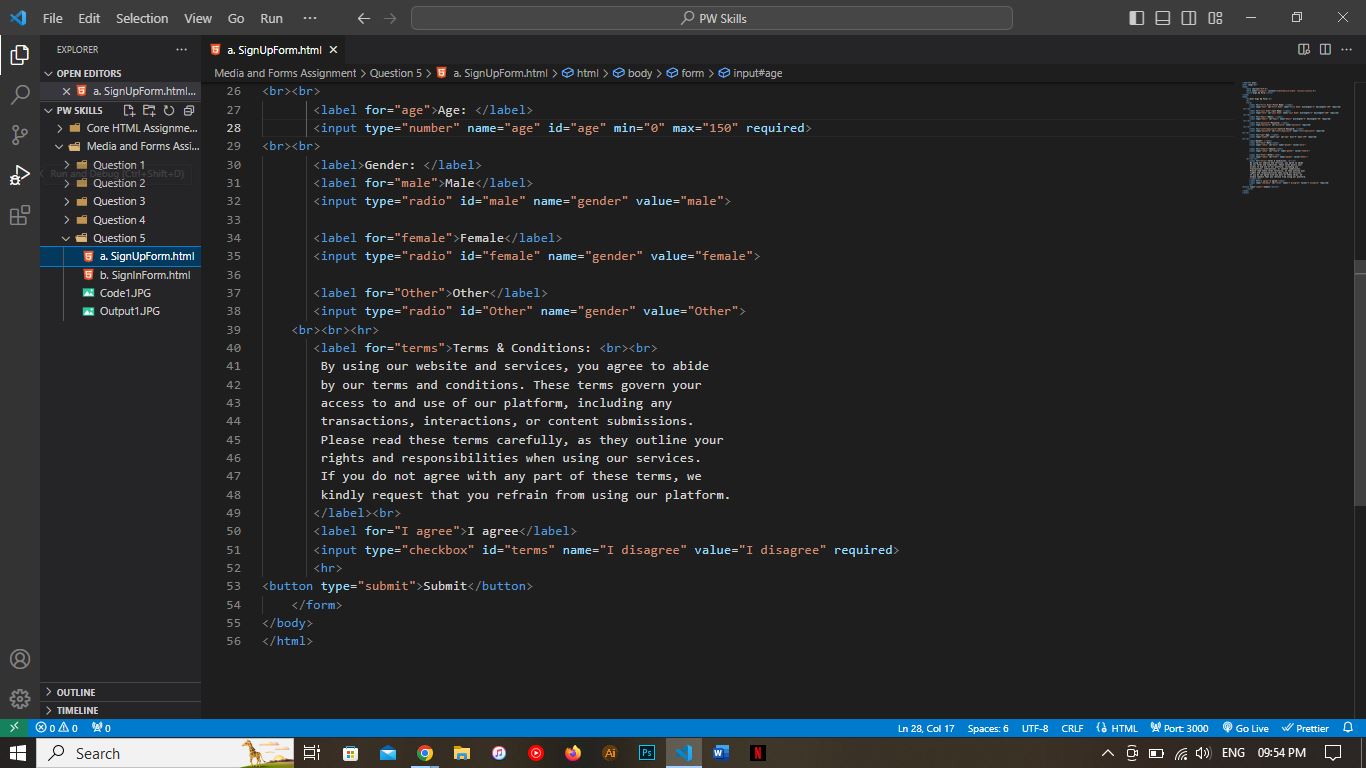 File Edit Selection View Go Run ··· PW Skills
EXPLORER ···
OPEN EDITORS
a. SignUpForm.html...
PW SKILLS
Core HTML Assignme...
Media and Forms Assi...
Question 1
Run and Debug (Ctrl+Shift+D)
Question 2
Question 3
Question 4
Question 5
a. SignUpForm.html
b. SignInForm.html
Code1.JPG
Output1.JPG
OUTLINE
TIMELINE
a. SignUpForm.html
Media and Forms Assignment > Question 5 > a. SignUpForm.html > html > body > form > input#age
26 <br><br>
27 <label for="age">Age: </label>
28 <input type="number" name="age" id="age" min="0" max="150" required>
29 <br><br>
30 <label>Gender: </label>
31 <label for="male">Male</label>
32 <input type="radio" id="male" name="gender" value="male">
33
34 <label for="female">Female</label>
35 <input type="radio" id="female" name="gender" value="female">
36
37 <label for="Other">Other</label>
38 <input type="radio" id="Other" name="gender" value="Other">
39 <br><br><hr>
40 <label for="terms">Terms & Conditions: <br><br>
41 By using our website and services, you agree to abide
42 by our terms and conditions. These terms govern your
43 access to and use of our platform, including any
44 transactions, interactions, or content submissions.
45 Please read these terms carefully, as they outline your
46 rights and responsibilities when using our services.
47 If you do not agree with any part of these terms, we
48 kindly request that you refrain from using our platform.
49 </label><br>
50 <label for="I agree">I agree</label>
51 <input type="checkbox" id="terms" name="I disagree" value="I disagree" required>
52 <hr>
53 <button type="submit">Submit</button>
54 </form>
55 </body>
56 </html>
0 0 0 Ln 28, Col 17 Spaces: 6 UTF-8 CRLF HTML Port: 3000 Go Live Prettier
Search Ai Ps W N ENG 09:54 PM